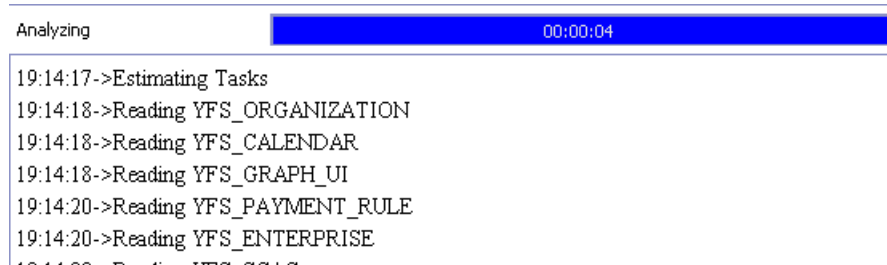 Analyzing
00:00:04
19:14:17->Estimating Tasks
19:14:18->Reading YFS_ORGANIZATION
19:14:18->Reading YFS_CALENDAR
19:14:18->Reading YFS_GRAPH_UI
19:14:20->Reading YFS_PAYMENT_RULE
19:14:20->Reading YFS_ENTERPRISE